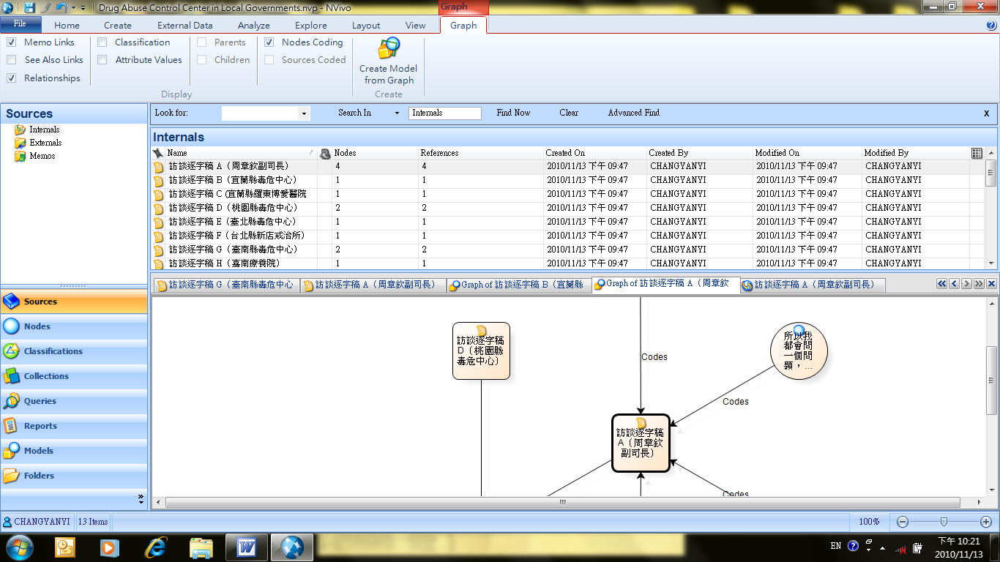 Drug Abuse Control Center in Local Governments.nvp - NVivo
Graph
File
Home
Create
External Data
Analyze
Explore
Layout
View
Graph
Memo Links
See Also Links
Relationships
Classification
Attribute Values
Parents
Children
Nodes Coding
Sources Coded
Display
Create Model
from Graph
Create
Sources
Internals
Externals
Memos
Look for:
Search In
Internals
Find Now
Clear
Advanced Find
X
Internals
Name Nodes References Created On Created By Modified On Modified By
訪談逐字稿 A（周章欽副司長） 4 4 2010/11/13 下午 09:47 CHANGYANYI 2010/11/13 下午 09:47 CHANGYANYI
訪談逐字稿 B（宜蘭縣毒危中心） 1 1 2010/11/13 下午 09:47 CHANGYANYI 2010/11/13 下午 09:47 CHANGYANYI
訪談逐字稿 C (宜蘭縣羅東博愛醫院 1 1 2010/11/13 下午 09:47 CHANGYANYI 2010/11/13 下午 09:47 CHANGYANYI
訪談逐字稿 D（桃園縣毒危中心） 2 2 2010/11/13 下午 09:47 CHANGYANYI 2010/11/13 下午 09:47 CHANGYANYI
訪談逐字稿 E（臺北縣毒危中心） 1 1 2010/11/13 下午 09:47 CHANGYANYI 2010/11/13 下午 09:47 CHANGYANYI
訪談逐字稿 F（台北縣新店戒治所） 1 1 2010/11/13 下午 09:47 CHANGYANYI 2010/11/13 下午 09:47 CHANGYANYI
訪談逐字稿 G（臺南縣毒危中心） 2 2 2010/11/13 下午 09:47 CHANGYANYI 2010/11/13 下午 09:47 CHANGYANYI
訪談逐字稿 H（嘉南療養院） 1 1 2010/11/13 下午 09:47 CHANGYANYI 2010/11/13 下午 09:47 CHANGYANYI
訪談逐字稿 G（臺南縣毒危中心
訪談逐字稿 A（周章欽副司長）
Graph of 訪談逐字稿 B（宜蘭縣
Graph of 訪談逐字稿 A（周章欽
訪談逐字稿 A（周章欽副司長）
Sources
Nodes
Classifications
Collections
Queries
Reports
Models
Folders
訪談逐字稿
D（桃園縣
毒危中心）
所以我
都會問
一個問
題，...
Codes
Codes
訪談逐字稿
A（周章欽
副司長）
Codes
CHANGYANYI
13 Items
100%
EN
下午 10:21
2010/11/13